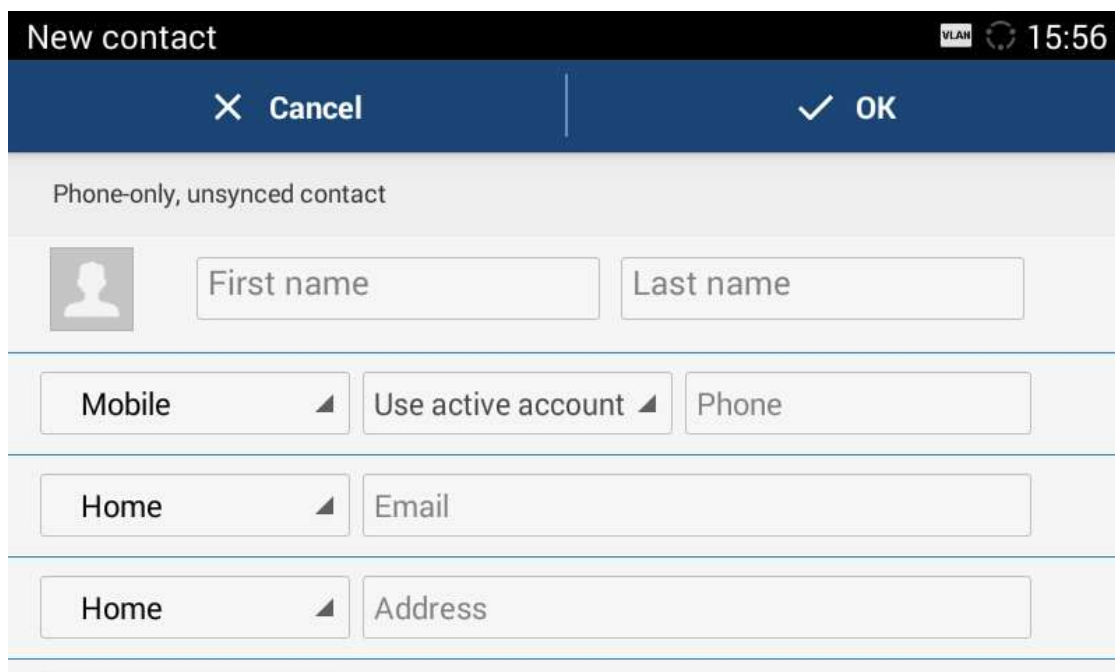 New contact VLAN 15:56
Cancel OK
Phone-only, unsynced contact
First name Last name
Mobile Use active account Phone
Home Email
Home Address